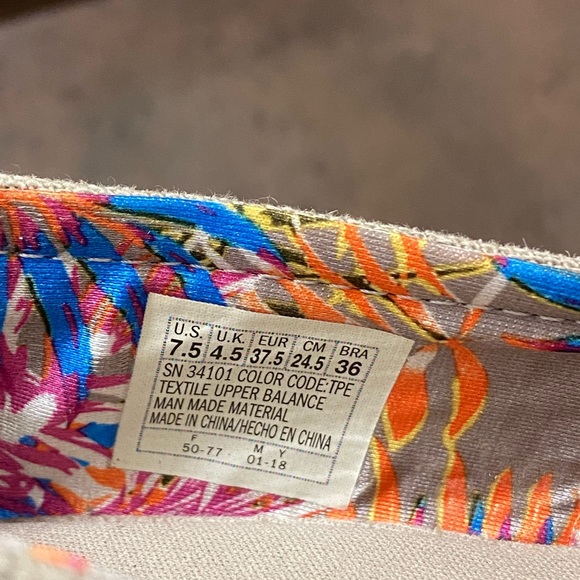 U.S. U.K. EUR CM BRA
7.5 4.5 37.5 24.5 36
SN 34101 COLOR CODE:TPE
TEXTILE UPPER BALANCE
MAN MADE MATERIAL
MADE IN CHINA/HECHO EN CHINA
F M Y
50-77 01-18